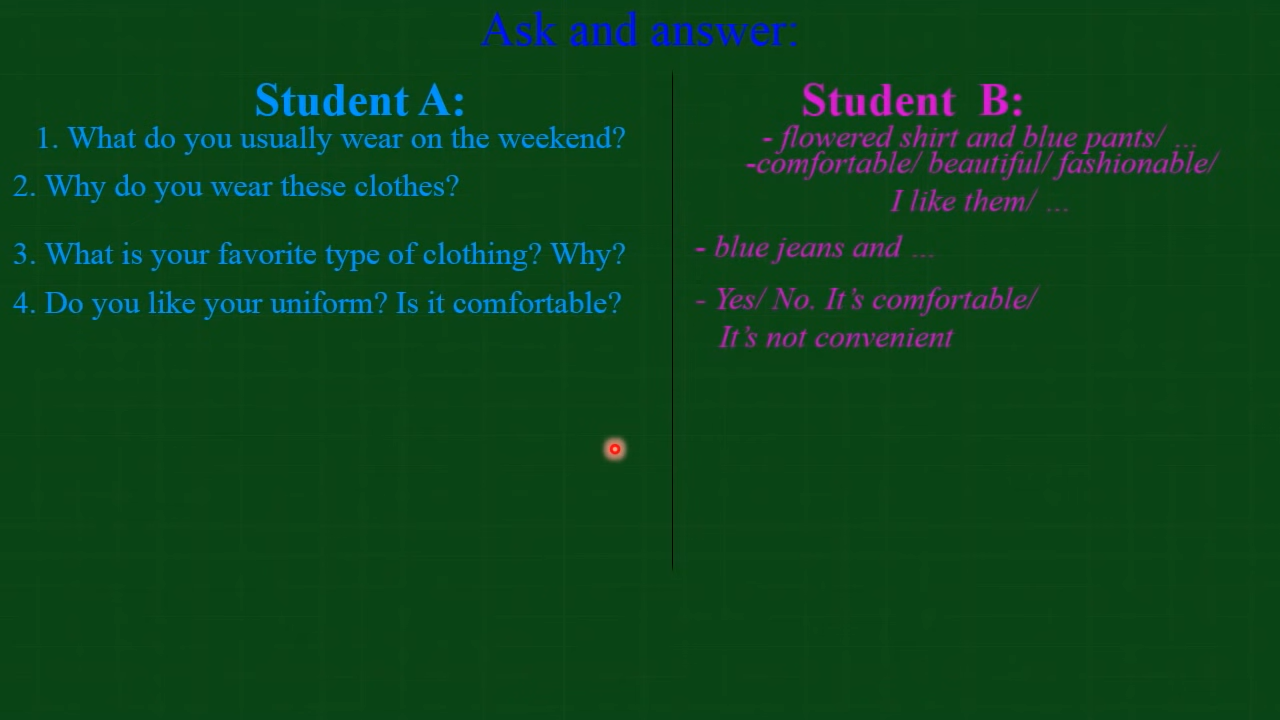 Ask and answer:
Student A:
1. What do you usually wear on the weekend?
2. Why do you wear these clothes?
3. What is your favorite type of clothing? Why?
4. Do you like your uniform? Is it comfortable?
Student B:
- flowered shirt and blue pants/ ...
-comfortable/ beautiful/ fashionable/
I like them/ ...
- blue jeans and ...
- Yes/ No. It’s comfortable/
It’s not convenient